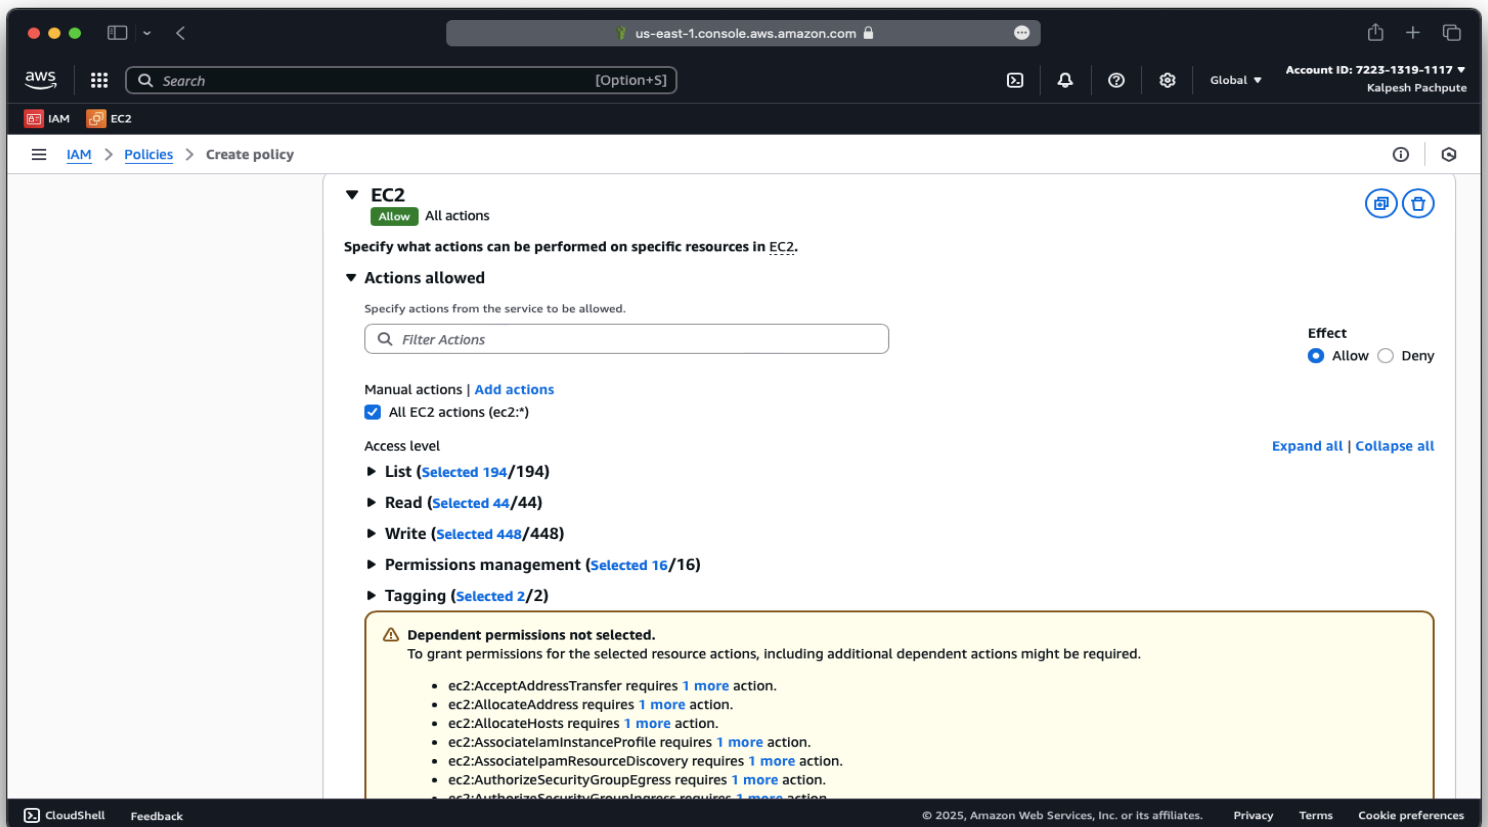 us-east-1.console.aws.amazon.com
aws
Search [Option+S]
Global
Account ID: 7223-1319-1117
Kalpesh Pachpute
IAM EC2
IAM > Policies > Create policy
EC2
Allow All actions
Specify what actions can be performed on specific resources in EC2.
Actions allowed
Specify actions from the service to be allowed.
Filter Actions
Effect
Allow Deny
Manual actions | Add actions
All EC2 actions (ec2:*)
Access level
Expand all | Collapse all
List (Selected 194/194)
Read (Selected 44/44)
Write (Selected 448/448)
Permissions management (Selected 16/16)
Tagging (Selected 2/2)
Dependent permissions not selected.
To grant permissions for the selected resource actions, including additional dependent actions might be required.
• ec2:AcceptAddressTransfer requires 1 more action.
• ec2:AllocateAddress requires 1 more action.
• ec2:AllocateHosts requires 1 more action.
• ec2:AssociateIamInstanceProfile requires 1 more action.
• ec2:AssociateIpamResourceDiscovery requires 1 more action.
• ec2:AuthorizeSecurityGroupEgress requires 1 more action.
• ec2:AuthorizeSecurityGroupIngress requires 1 more action.
CloudShell Feedback © 2025, Amazon Web Services, Inc. or its affiliates. Privacy Terms Cookie preferences